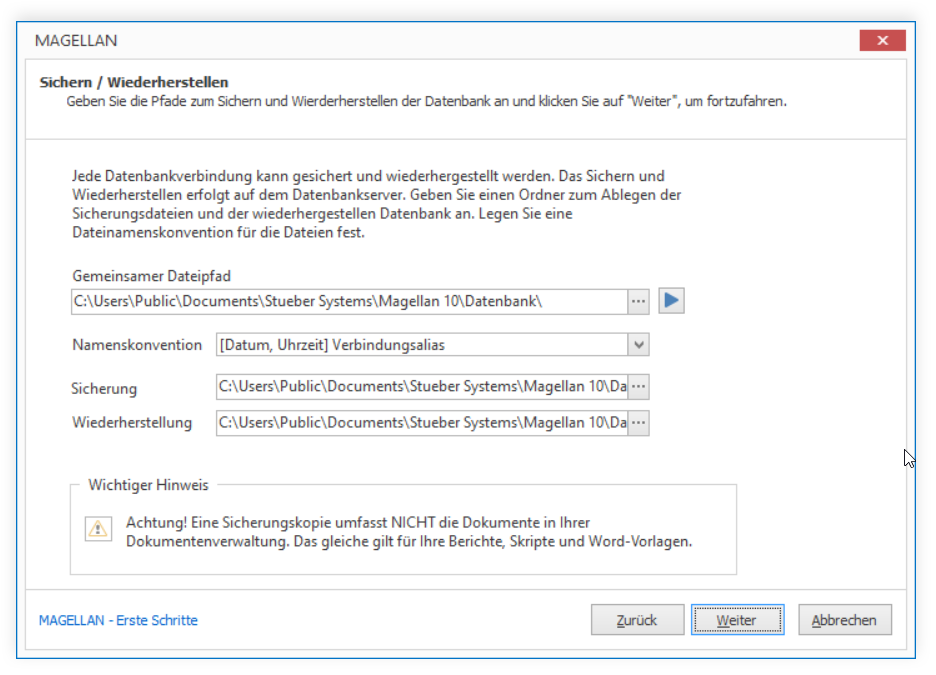 MAGELLAN
Sichern / Wiederherstellen
Geben Sie die Pfade zum Sichern und Wierderherstellen der Datenbank an und klicken Sie auf "Weiter", um fortzufahren.
Jede Datenbankverbindung kann gesichert und wiederhergestellt werden. Das Sichern und
Wiederherstellen erfolgt auf dem Datenbankserver. Geben Sie einen Ordner zum Ablegen der
Sicherungsdateien und der wiederhergestellen Datenbank an. Legen Sie eine
Dateinamenskonvention für die Dateien fest.
Gemeinsamer Dateipfad
C:\Users\Public\Documents\Stueber Systems\Magellan 10\Datenbank\
Namenskonvention [Datum, Uhrzeit] Verbindungsalias
Sicherung C:\Users\Public\Documents\Stueber Systems\Magellan 10\Da
Wiederherstellung C:\Users\Public\Documents\Stueber Systems\Magellan 10\Da
Wichtiger Hinweis
Achtung! Eine Sicherungskopie umfasst NICHT die Dokumente in Ihrer
Dokumentenverwaltung. Das gleiche gilt für Ihre Berichte, Skripte und Word-Vorlagen.
MAGELLAN - Erste Schritte Zurück Weiter Abbrechen